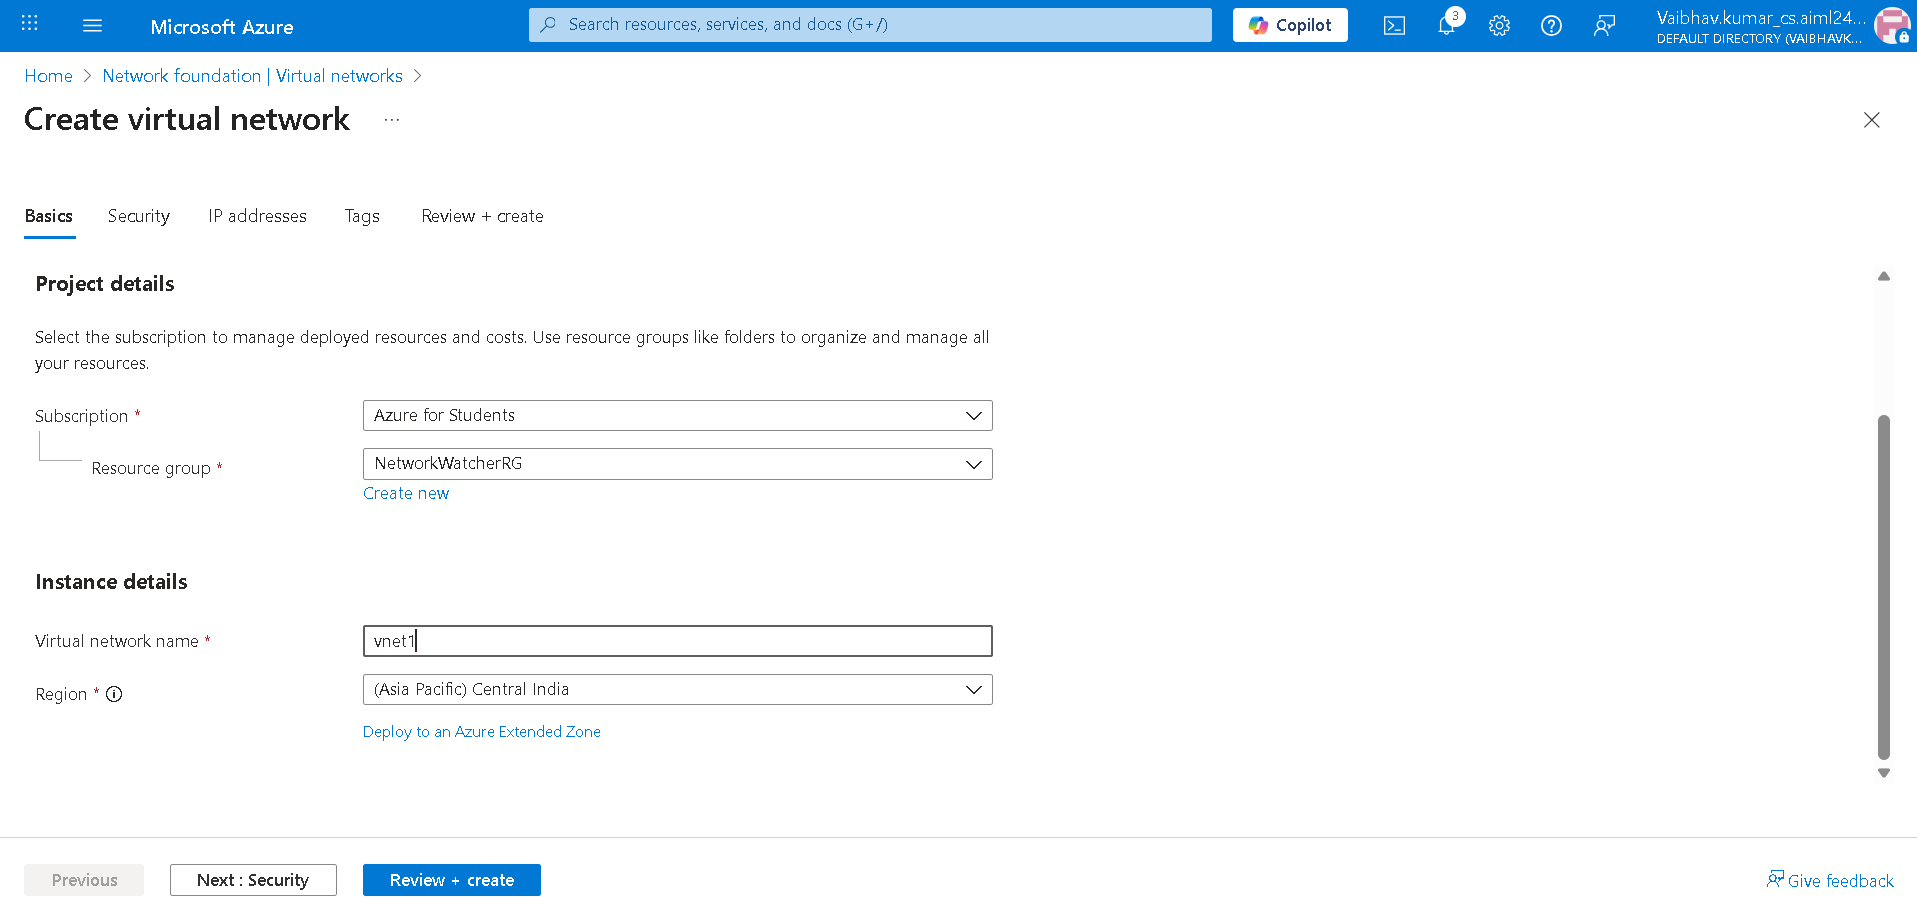 Microsoft Azure
Search resources, services, and docs (G+/)
Copilot
3
Vaibhav.kumar_cs.aiml24...
DEFAULT DIRECTORY (VAIBHAVK...
Home > Network foundation | Virtual networks >
Create virtual network ...
Basics Security IP addresses Tags Review + create
Project details
Select the subscription to manage deployed resources and costs. Use resource groups like folders to organize and manage all
your resources.
Subscription * Azure for Students
Resource group * NetworkWatcherRG
Create new
Instance details
Virtual network name * vnet1
Region * (Asia Pacific) Central India
Deploy to an Azure Extended Zone
Previous Next : Security Review + create Give feedback